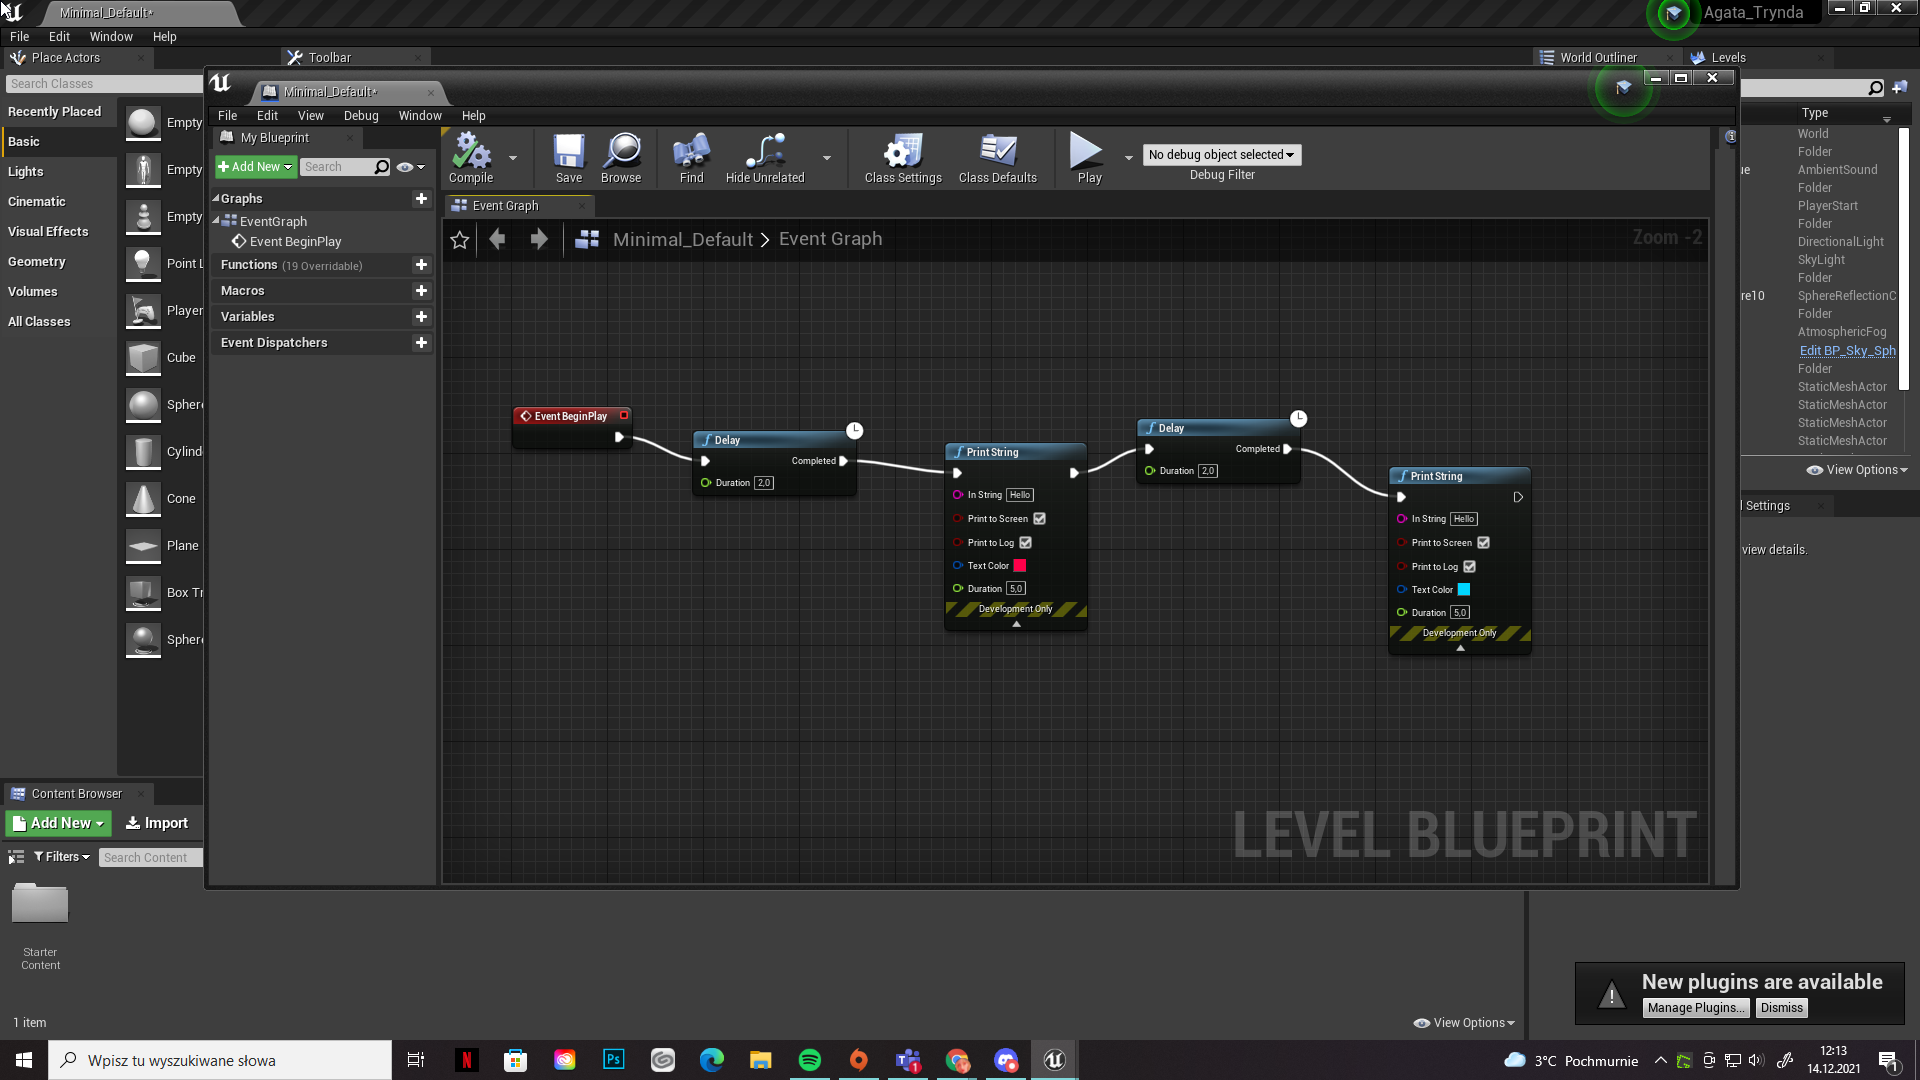 Minimal_Default*
Agata_Trynda
File Edit Window Help
Place Actors
Toolbar
World Outliner
Levels
Search Classes
Recently Placed
Basic
Lights
Cinematic
Visual Effects
Geometry
Volumes
All Classes
Empty
Empty
Empty
Point L
Player
Cube
Sphere
Cylind
Cone
Plane
Box Tr
Sphere
Minimal_Default*
File Edit View Debug Window Help
My Blueprint
Add New
Search
Graphs
EventGraph
Event BeginPlay
Functions (19 Overridable)
Macros
Variables
Event Dispatchers
Compile
Save
Browse
Find
Hide Unrelated
Class Settings
Class Defaults
Play
No debug object selected
Debug Filter
Event Graph
Minimal_Default > Event Graph
Zoom -2
Event BeginPlay
Delay
Completed
Duration 2,0
Print String
In String Hello
Print to Screen
Print to Log
Text Color
Duration 5,0
Development Only
Delay
Completed
Duration 2,0
Print String
In String Hello
Print to Screen
Print to Log
Text Color
Duration 5,0
Development Only
LEVEL BLUEPRINT
Type
World
Folder
ue AmbientSound
Folder
PlayerStart
Folder
DirectionalLight
SkyLight
Folder
re10 SphereReflectionC
Folder
AtmosphericFog
Edit BP_Sky_Sph
Folder
StaticMeshActor
StaticMeshActor
StaticMeshActor
StaticMeshActor
View Options
d Settings
view details.
Content Browser
Add New
Import
Filters
Search Content
Starter
Content
1 item
View Options
New plugins are available
Manage Plugins...
Dismiss
Wpisz tu wyszukiwane słowa
Ps
1
3°C Pochmurnie
12:13
14.12.2021
1